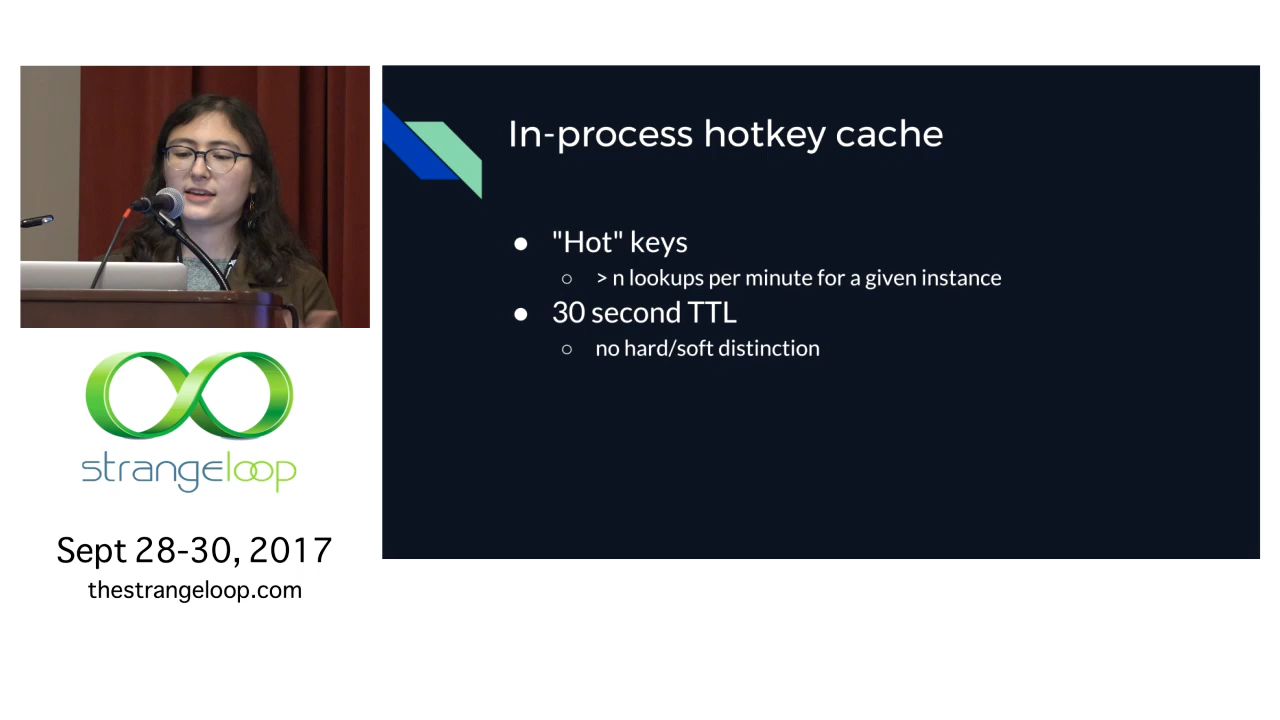 In-process hotkey cache
● "Hot" keys
○ > n lookups per minute for a given instance
● 30 second TTL
○ no hard/soft distinction
strangeloop
Sept 28-30, 2017
thestrangeloop.com